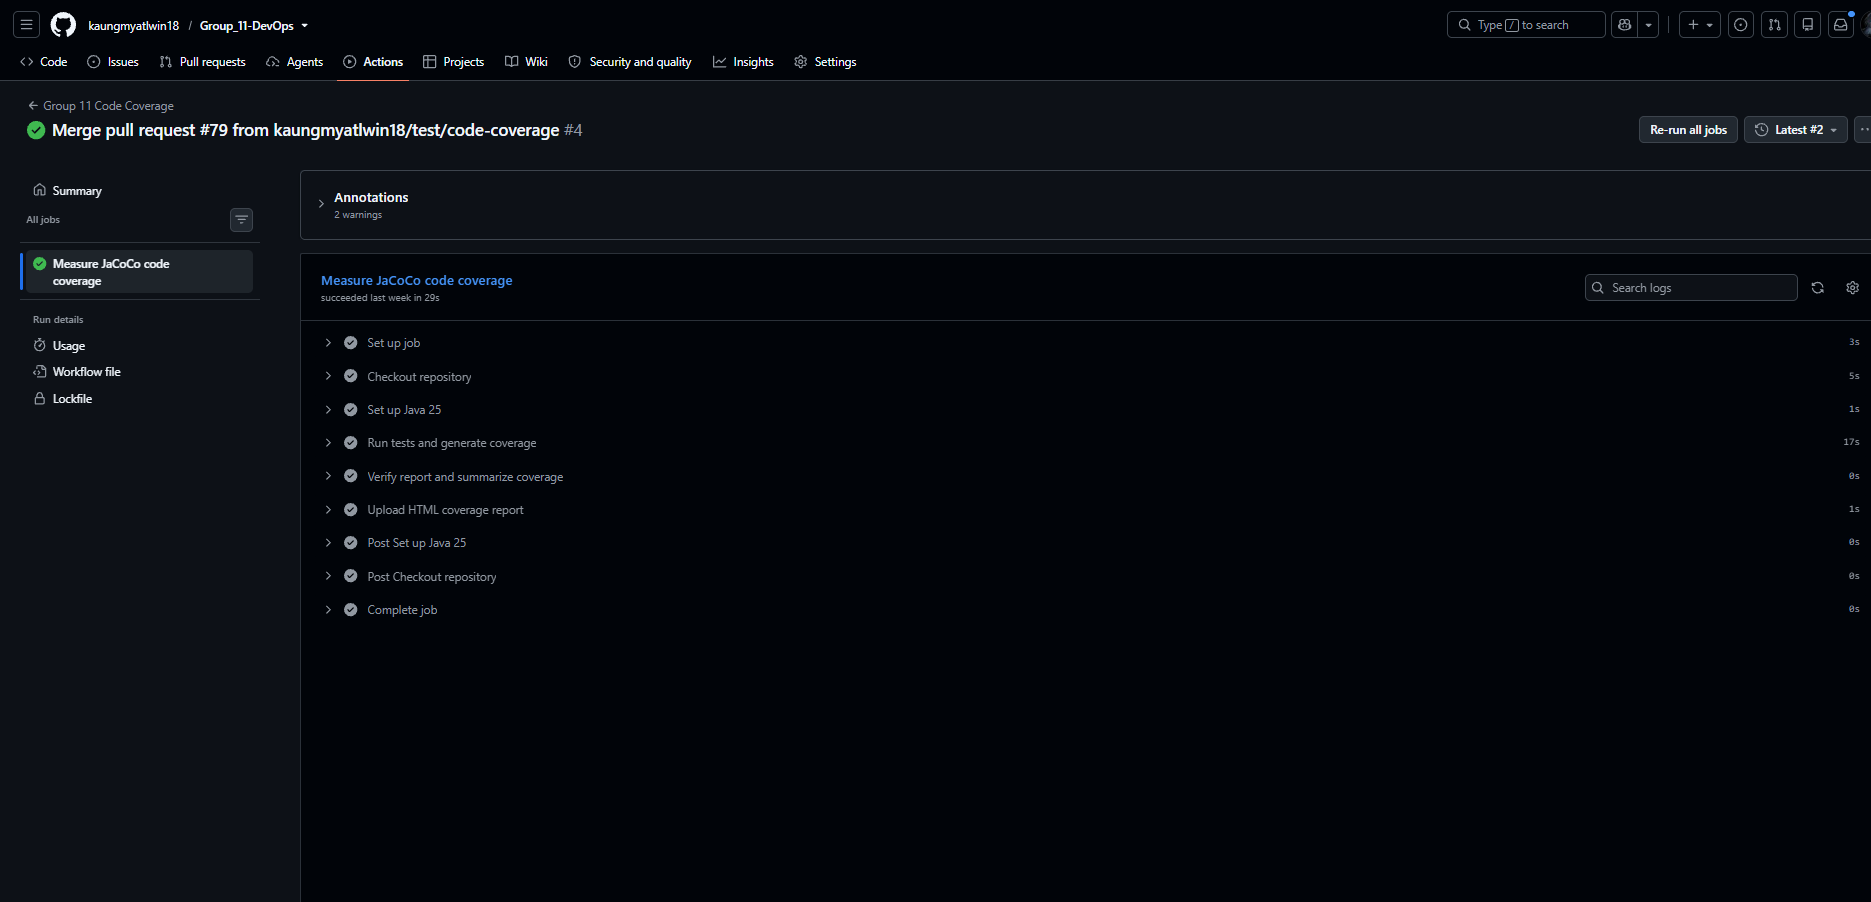 kaungmyatlwin18 / Group_11-DevOps
Type / to search
Code Issues Pull requests Agents Actions Projects Wiki Security and quality Insights Settings
Group 11 Code Coverage
Merge pull request #79 from kaungmyatlwin18/test/code-coverage #4
Re-run all jobs
Latest #2
Summary
All jobs
Measure JaCoCo code
coverage
Run details
Usage
Workflow file
Lockfile
Annotations
2 warnings
Measure JaCoCo code coverage
succeeded last week in 29s
Search logs
Set up job 3s
Checkout repository 5s
Set up Java 25 1s
Run tests and generate coverage 17s
Verify report and summarize coverage 0s
Upload HTML coverage report 1s
Post Set up Java 25 0s
Post Checkout repository 0s
Complete job 0s